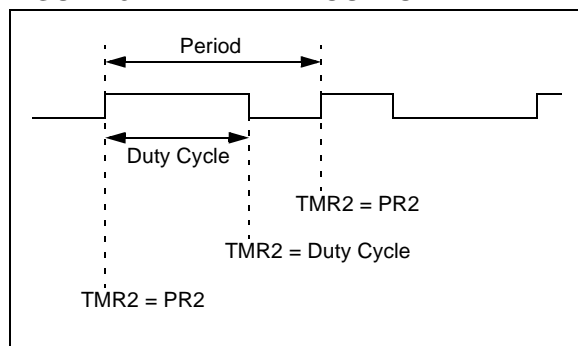 Period
Duty Cycle
TMR2 = PR2
TMR2 = Duty Cycle
TMR2 = PR2